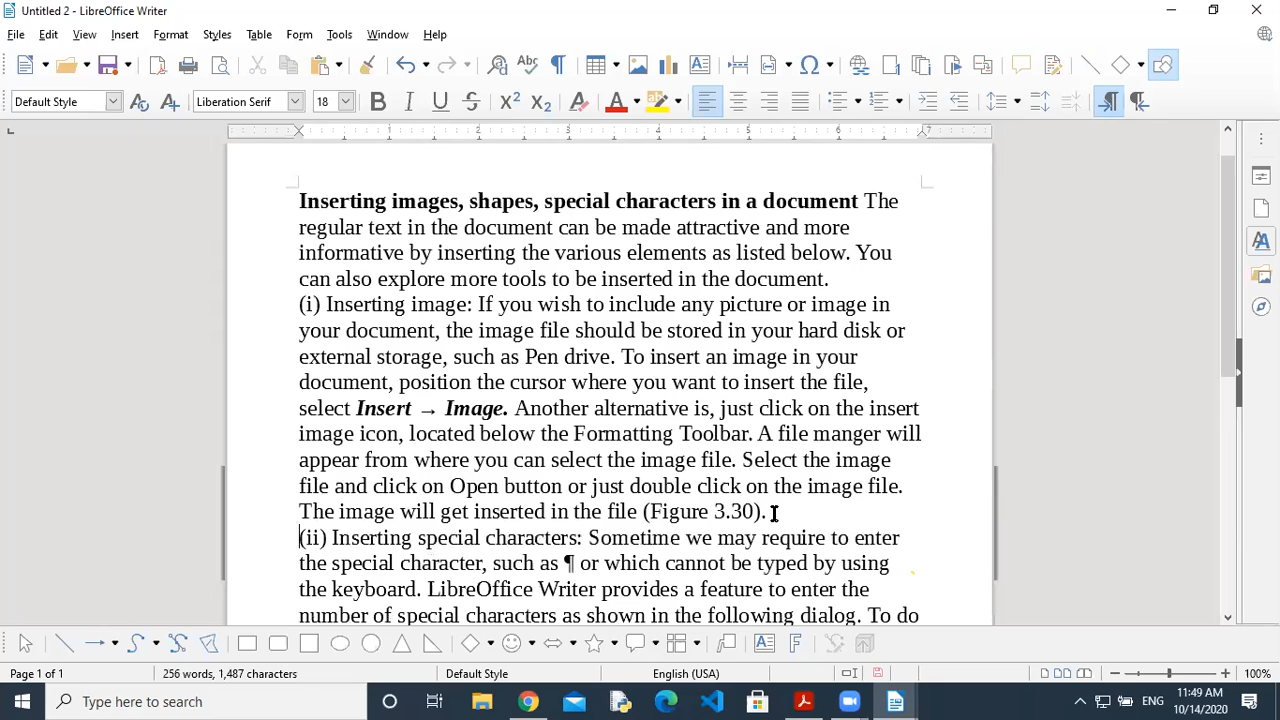 Untitled 2 - LibreOffice Writer
File Edit View Insert Format Styles Table Form Tools Window Help
Default Style Liberation Serif 18
1 2 3 4 5 6 7
Inserting images, shapes, special characters in a document The
regular text in the document can be made attractive and more
informative by inserting the various elements as listed below. You
can also explore more tools to be inserted in the document.
(i) Inserting image: If you wish to include any picture or image in
your document, the image file should be stored in your hard disk or
external storage, such as Pen drive. To insert an image in your
document, position the cursor where you want to insert the file,
select Insert → Image. Another alternative is, just click on the insert
image icon, located below the Formatting Toolbar. A file manger will
appear from where you can select the image file. Select the image
file and click on Open button or just double click on the image file.
The image will get inserted in the file (Figure 3.30).
(ii) Inserting special characters: Sometime we may require to enter
the special character, such as ¶ or which cannot be typed by using
the keyboard. LibreOffice Writer provides a feature to enter the
number of special characters as shown in the following dialog. To do
Page 1 of 1 256 words, 1,487 characters Default Style English (USA) 100%
Type here to search ENG 11:49 AM
10/14/2020